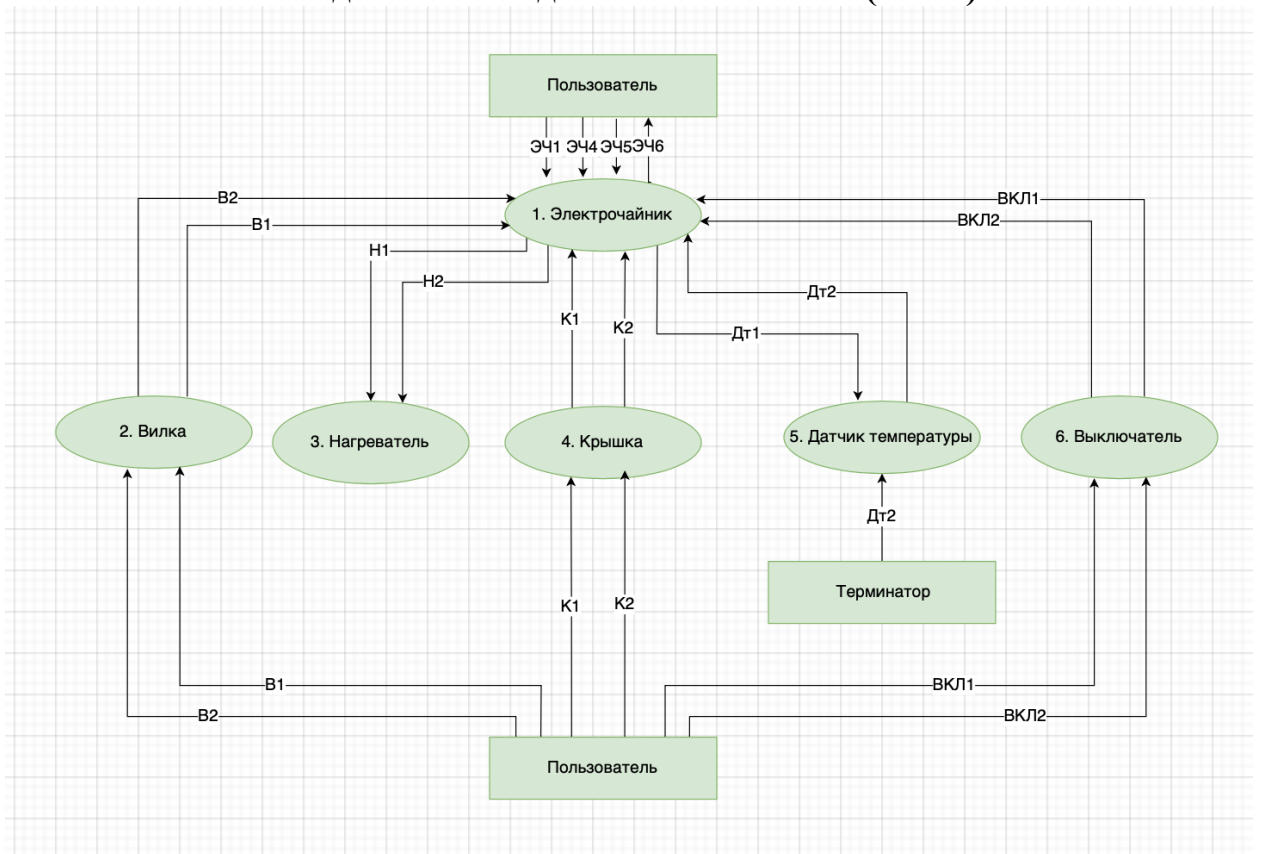 Пользователь
ЭЧ1 ЭЧ4 ЭЧ5 ЭЧ6
В2
ВКЛ1
1. Электрочайник
В1
ВКЛ2
Н1
Н2
Дт2
К1
К2
Дт1
2. Вилка
3. Нагреватель
4. Крышка
5. Датчик температуры
6. Выключатель
Дт2
Терминатор
К1
К2
В1
ВКЛ1
В2
ВКЛ2
Пользователь